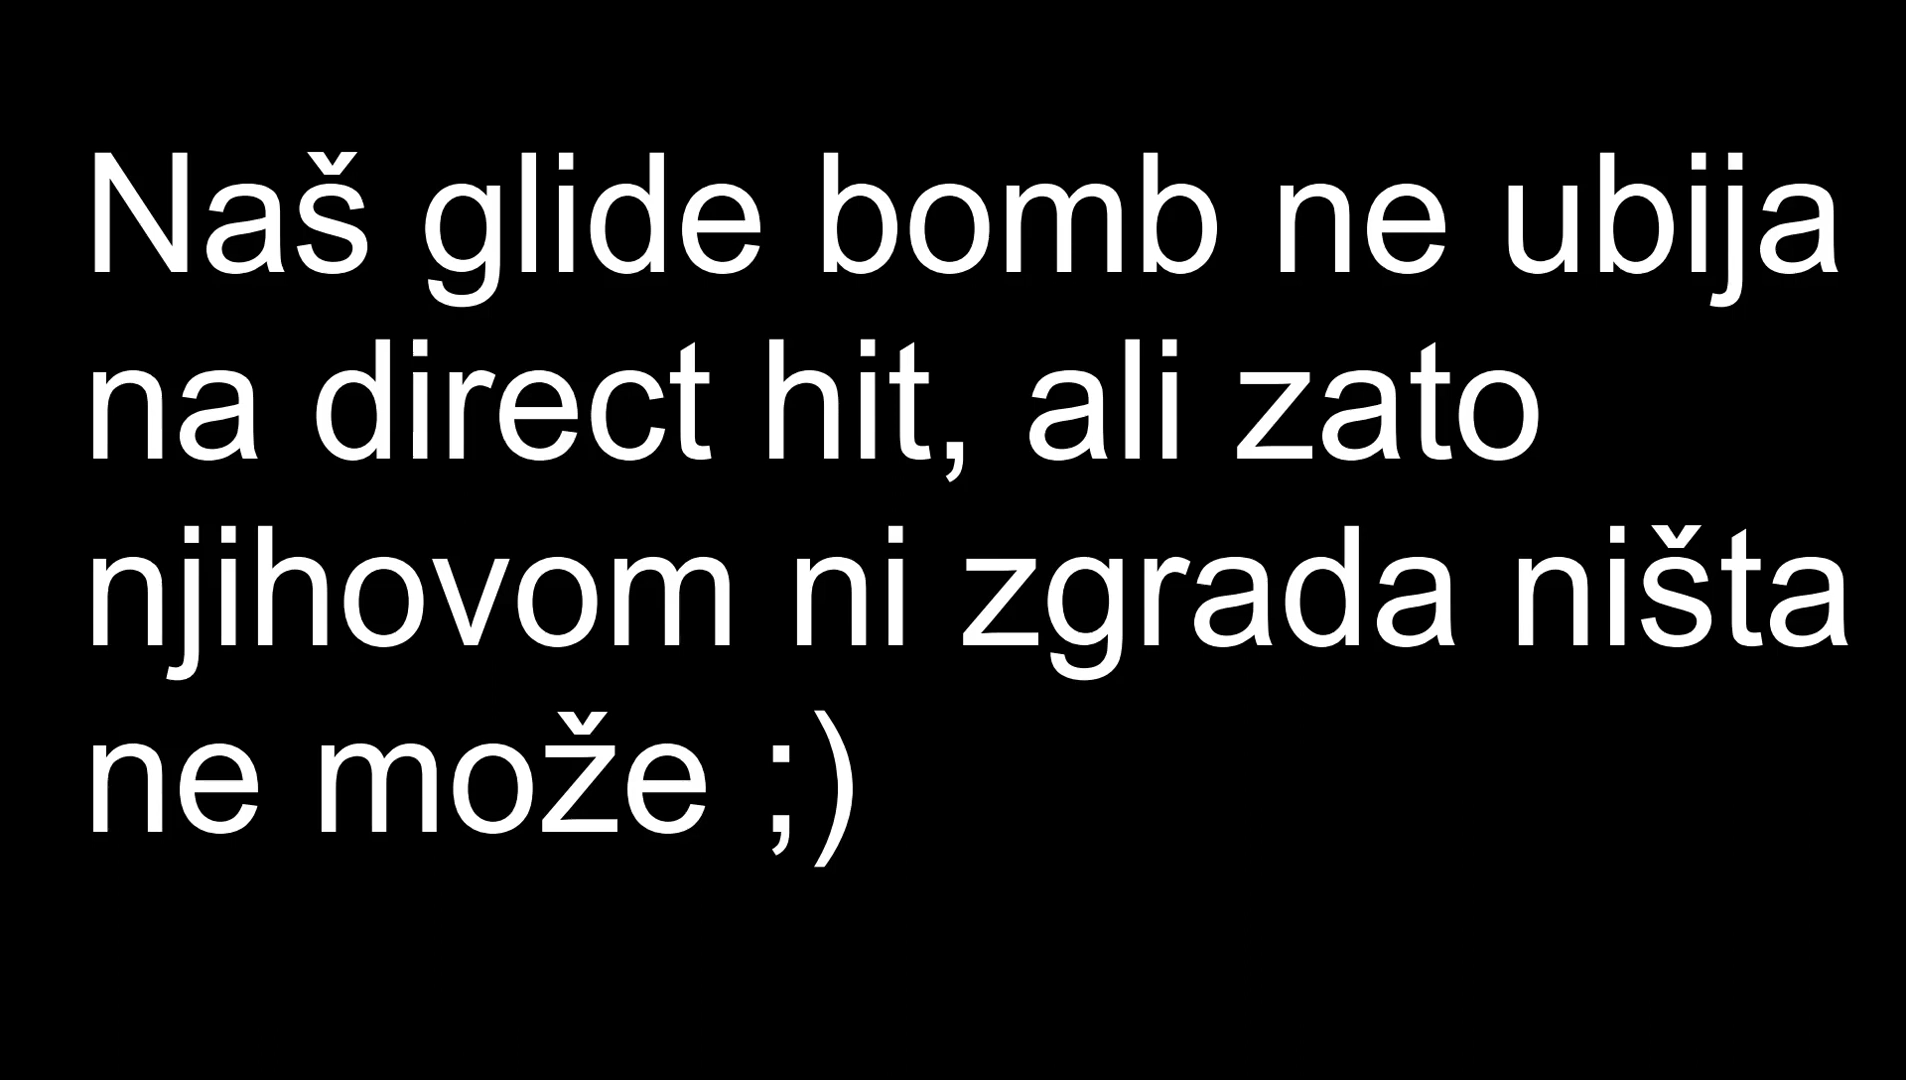 Naš glide bomb ne ubija
na direct hit, ali zato
njihovom ni zgrada ništa
ne može ;)